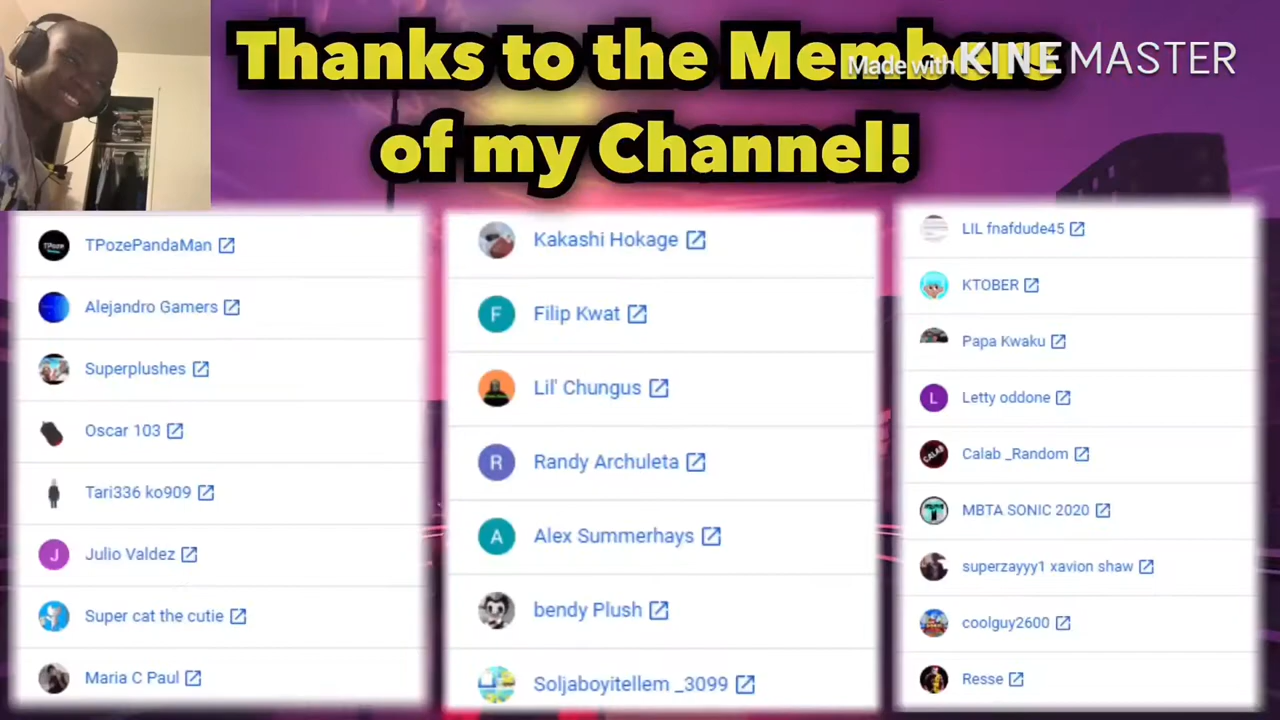 Thanks to the Members
Made with KINEMASTER
of my Channel!
TPozePandaMan
Alejandro Gamers
Superplushes
Oscar 103
Tari336 ko909
Julio Valdez
Super cat the cutie
Maria C Paul
Kakashi Hokage
F
Filip Kwat
Lil' Chungus
R
Randy Archuleta
A
Alex Summerhays
bendy Plush
Soljaboyitellem _3099
LIL fnafdude45
KTOBER
Papa Kwaku
L
Letty oddone
CALAB
Calab _Random
MBTA SONIC 2020
superzayyy1 xavion shaw
coolguy2600
Resse
TPoze
J